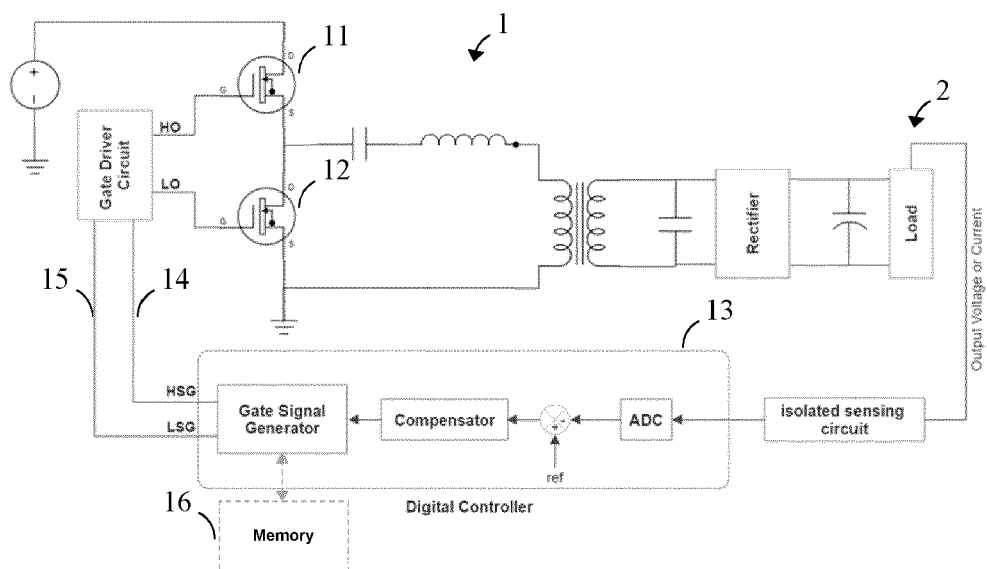 1
11
D
G
S
HO
Gate Driver
Circuit
LO
12
D
G
S
2
Rectifier
Load
Output Voltage or Current
15
14
13
HSG
LSG
Gate Signal
Generator
Compensator
ADC
isolated sensing
circuit
ref
Digital Controller
16
Memory